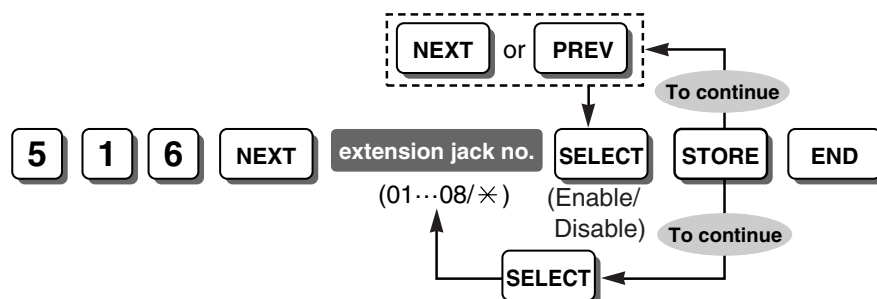 NEXT or PREV
To continue
5 1 6 NEXT extension jack no. SELECT STORE END
(01···08/✳) (Enable/
Disable)
To continue
SELECT